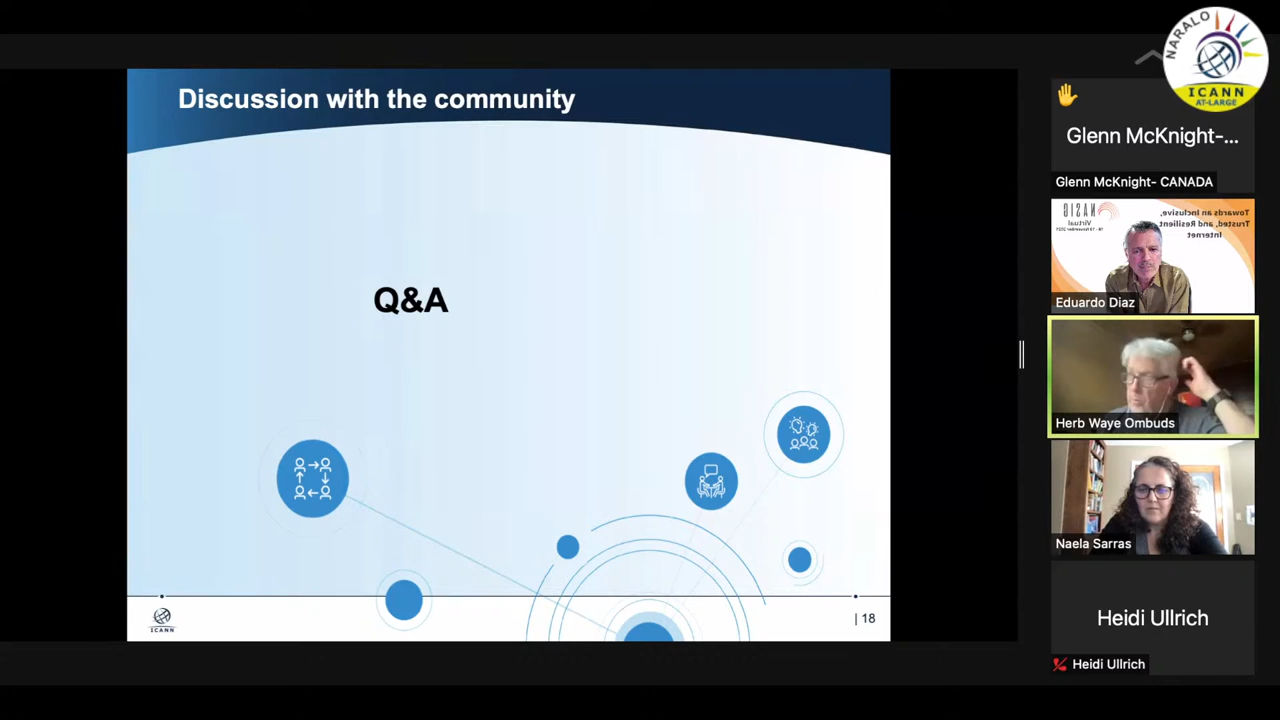 Discussion with the community
Q&A
ICANN
| 18
NARALO
ICANN
AT-LARGE
Glenn McKnight-...
Glenn McKnight- CANADA
NASIG
Virtual
Towards an Inclusive,
Trusted, and Resilient
Internet
Eduardo Diaz
Herb Waye Ombuds
Naela Sarras
Heidi Ullrich
Heidi Ullrich